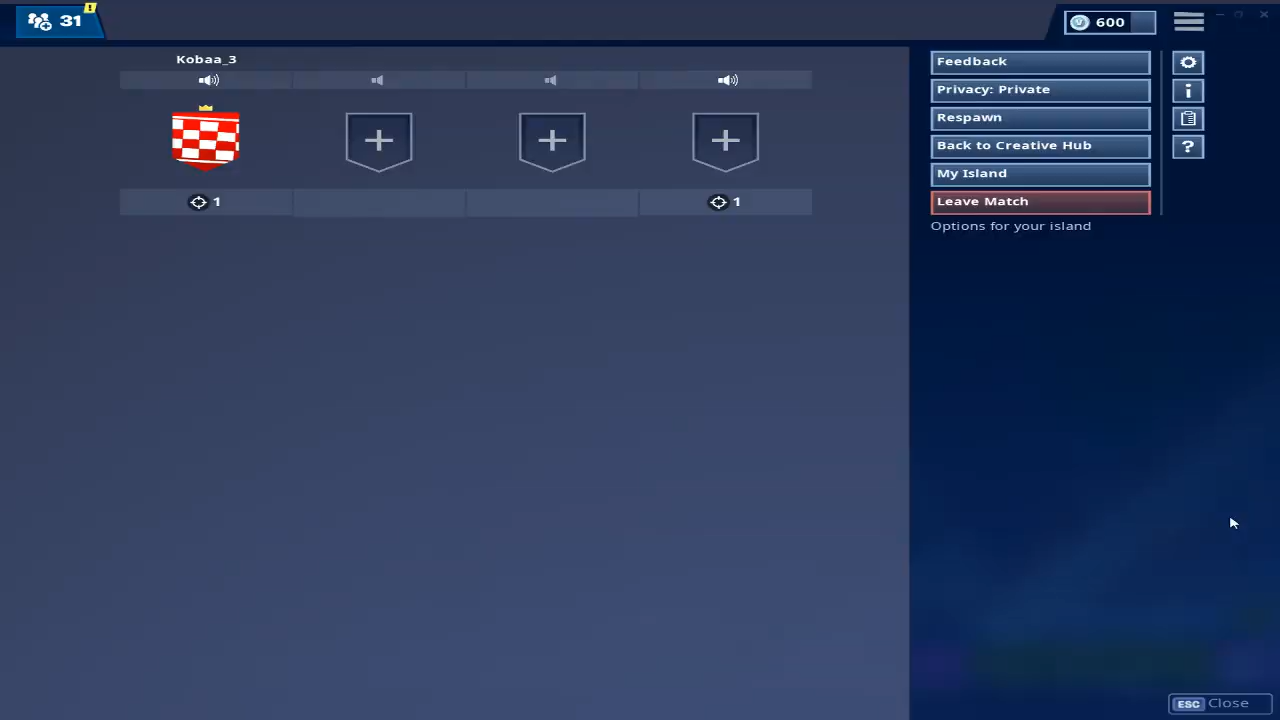 31
600
Kobaa_3
1
1
Feedback
Privacy: Private
Respawn
Back to Creative Hub
My Island
Leave Match
Options for your island
ESC Close